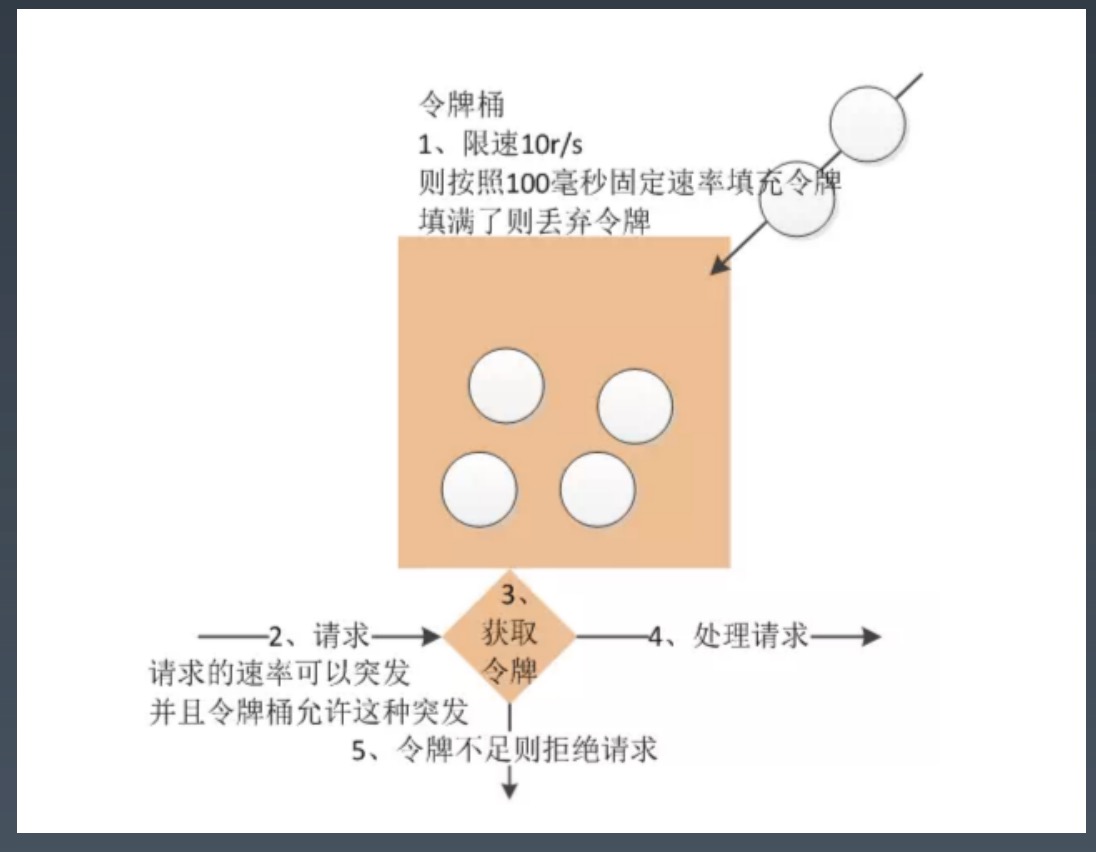 令牌桶
1、限速10r/s
则按照100毫秒固定速率填充令牌
填满了则丢弃令牌
3、
获取
令牌
2、请求
4、处理请求
请求的速率可以突发
并且令牌桶允许这种突发
5、令牌不足则拒绝请求